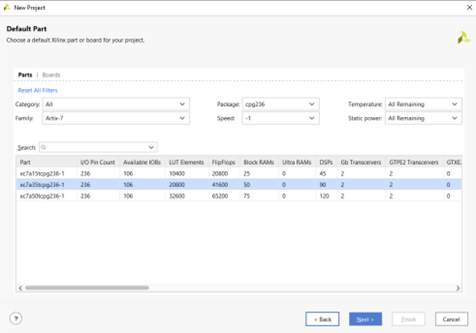 New Project
Default Part
Choose a default Xilinx part or board for your project.
Parts | Boards
Reset All Filters
Category: All Package: cpg236 Temperature: All Remaining
Family: Artix-7 Speed: -1 Static power: All Remaining
Search:
Part I/O Pin Count Available IOBs LUT Elements FlipFlops Block RAMs Ultra RAMs DSPs Gb Transceivers GTPE2 Transceivers GTXE
xc7a15tcpg236-1 236 106 10400 20800 25 0 45 2 2 0
xc7a35tcpg236-1 236 106 20800 41600 50 0 90 2 2 0
xc7a50tcpg236-1 236 106 32600 65200 75 0 120 2 2 0
? < Back Next > Finish Cancel